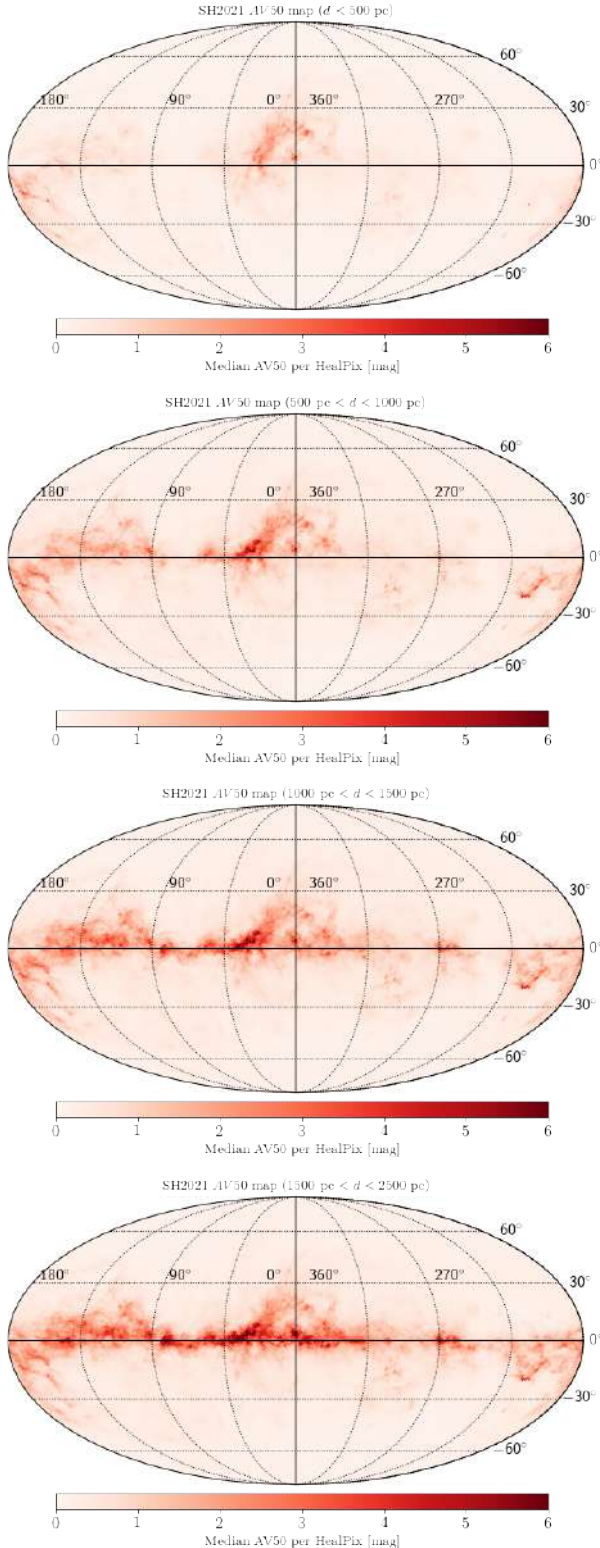 SH2021 AV50 map (d < 500 pc)
60°
30°
180° 90° 0° 360° 270°
0°
−30°
−60°
0 1 2 3 4 5 6
Median AV50 per HealPix [mag]
SH2021 AV50 map (500 pc < d < 1000 pc)
60°
30°
180° 90° 0° 360° 270°
0°
−30°
−60°
0 1 2 3 4 5 6
Median AV50 per HealPix [mag]
SH2021 AV50 map (1000 pc < d < 1500 pc)
60°
30°
180° 90° 0° 360° 270°
0°
−30°
−60°
0 1 2 3 4 5 6
Median AV50 per HealPix [mag]
SH2021 AV50 map (1500 pc < d < 2500 pc)
60°
30°
180° 90° 0° 360° 270°
0°
−30°
−60°
0 1 2 3 4 5 6
Median AV50 per HealPix [mag]